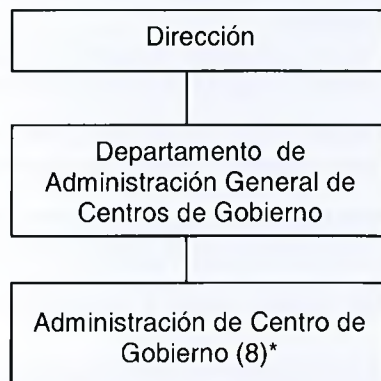 Dirección
Departamento de
Administración General de
Centros de Gobierno
Administración de Centro de
Gobierno (8)*